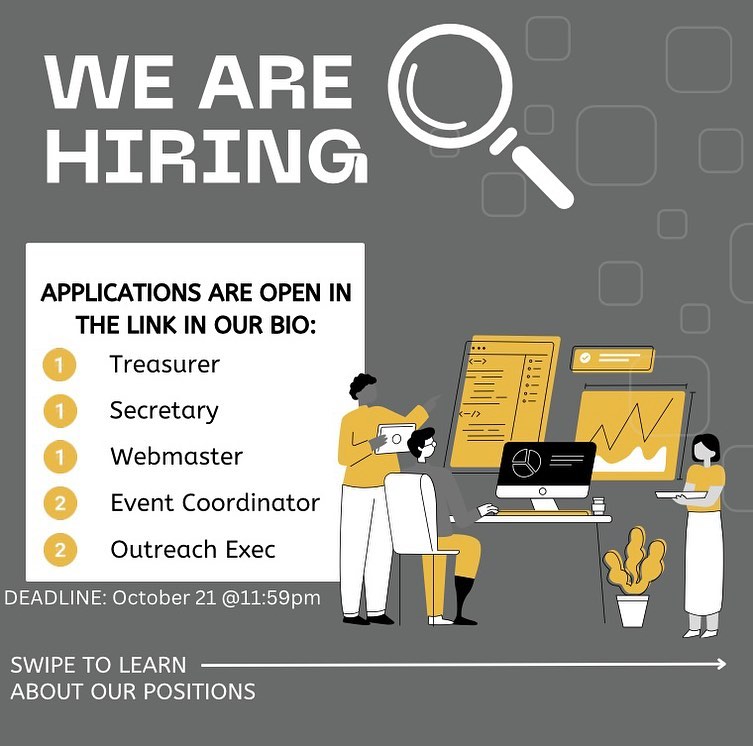 WE ARE
HIRING
APPLICATIONS ARE OPEN IN
THE LINK IN OUR BIO:
1 Treasurer
1 Secretary
1 Webmaster
2 Event Coordinator
2 Outreach Exec
DEADLINE: October 21 @11:59pm
SWIPE TO LEARN
ABOUT OUR POSITIONS
<->
</->